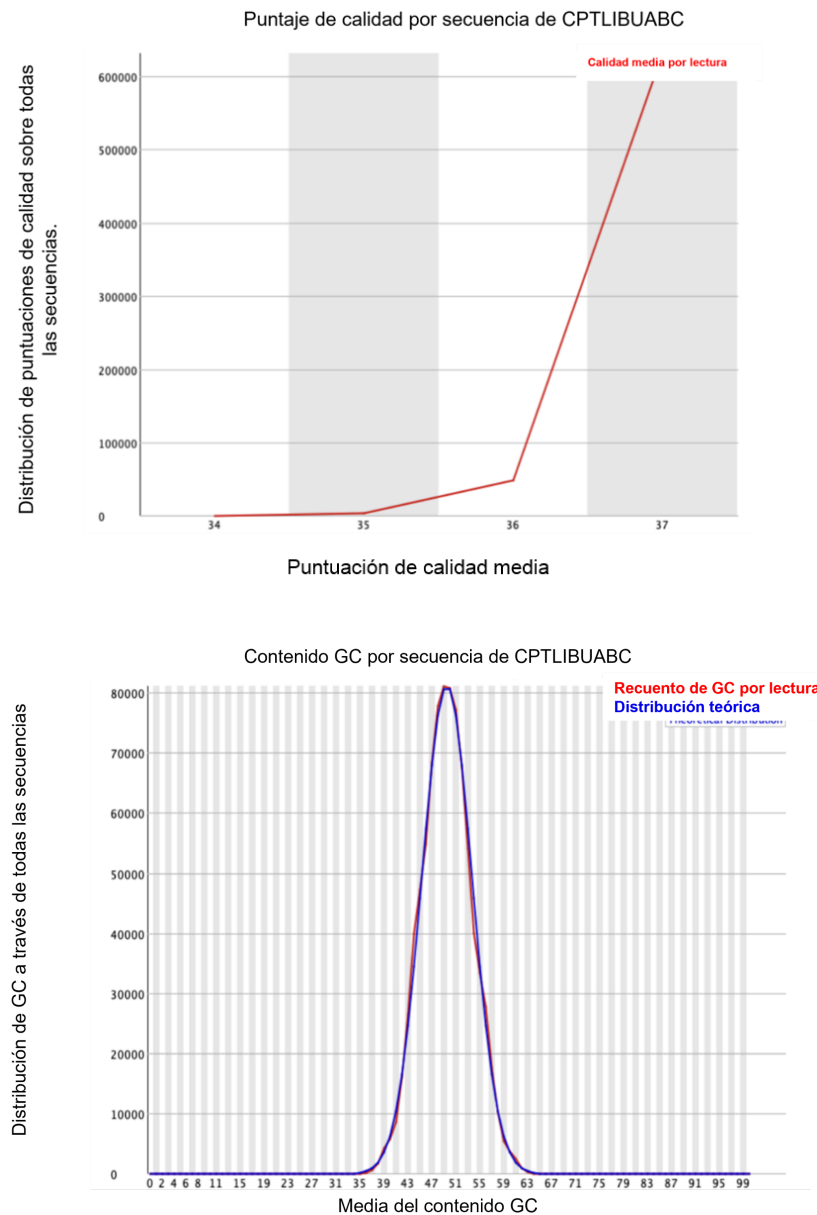 Puntaje de calidad por secuencia de CPTLIBUABC
Calidad media por lectura
Distribución de puntuaciones de calidad sobre todas
las secuencias.
600000
500000
400000
300000
200000
100000
0
34 35 36 37
Puntuación de calidad media
Contenido GC por secuencia de CPTLIBUABC
Recuento de GC por lectura
Distribución teórica
Theoretical Distribution
Distribución de GC a través de todas las secuencias
80000
70000
60000
50000
40000
30000
20000
10000
0
0 2 4 6 8 11 15 19 23 27 31 35 39 43 47 51 55 59 63 67 71 75 79 83 87 91 95 99
Media del contenido GC